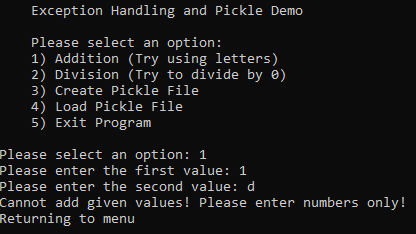 Exception Handling and Pickle Demo
Please select an option:
1) Addition (Try using letters)
2) Division (Try to divide by 0)
3) Create Pickle File
4) Load Pickle File
5) Exit Program
Please select an option: 1
Please enter the first value: 1
Please enter the second value: d
Cannot add given values! Please enter numbers only!
Returning to menu